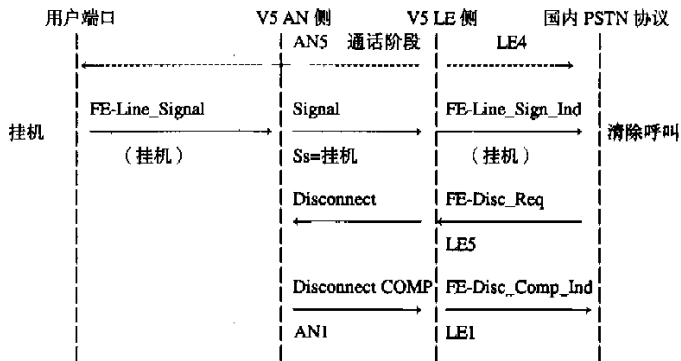 用户端口 V5 AN 侧 V5 LE 侧 国内 PSTN 协议
AN5 通话阶段 LE4
FE-Line_Signal Signal FE-Line_Sign_Ind
挂机 清除呼叫
（挂机） Ss=挂机 （挂机）
Disconnect FE-Disc_Req
LE5
Disconnect COMP FE-Disc_Comp_Ind
AN1 LE1